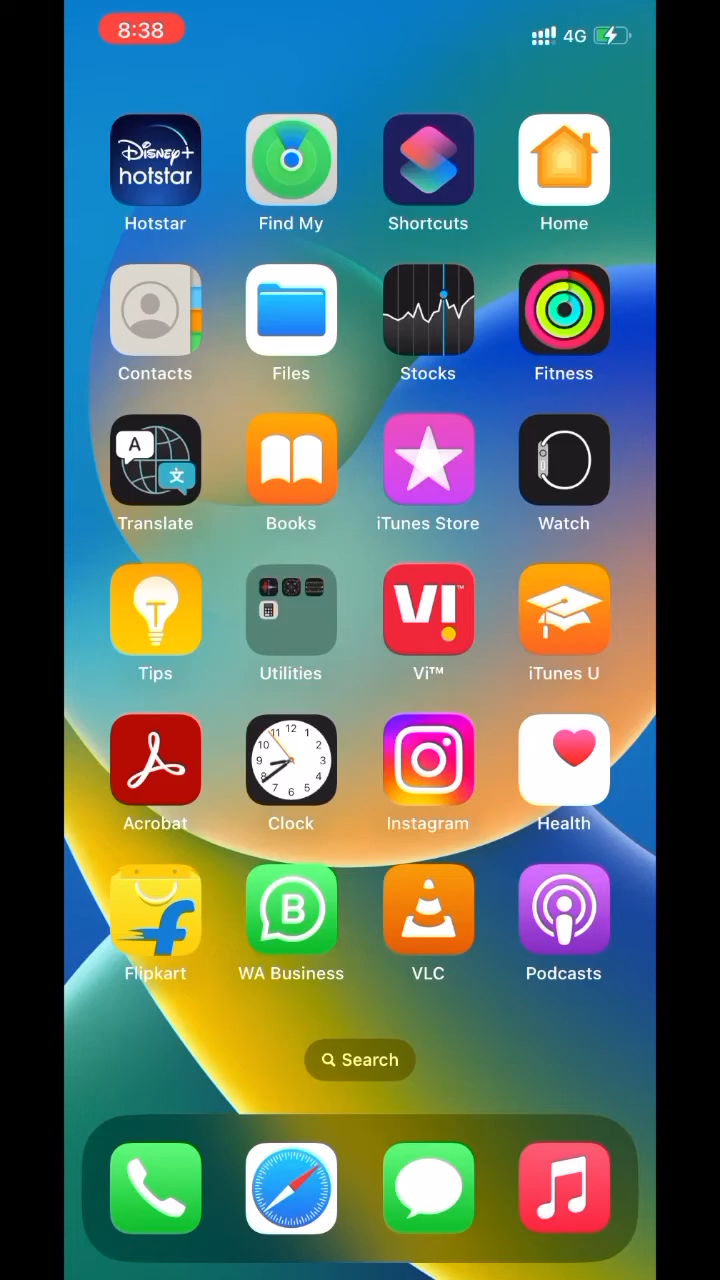 8:38
4G
Disney+
hotstar
Hotstar
Find My
Shortcuts
Home
Contacts
Files
Stocks
Fitness
A
文
Translate
Books
iTunes Store
Watch
T
Tips
Utilities
VI™
Vi™
iTunes U
Acrobat
12
1
2
3
4
5
6
7
8
9
10
11
Clock
Instagram
Health
f
Flipkart
B
WA Business
VLC
Podcasts
Search